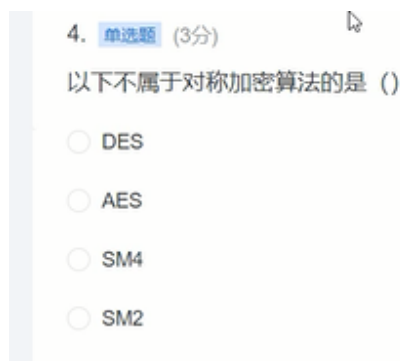 4. 单选题 (3分)
以下不属于对称加密算法的是 ()
DES
AES
SM4
SM2